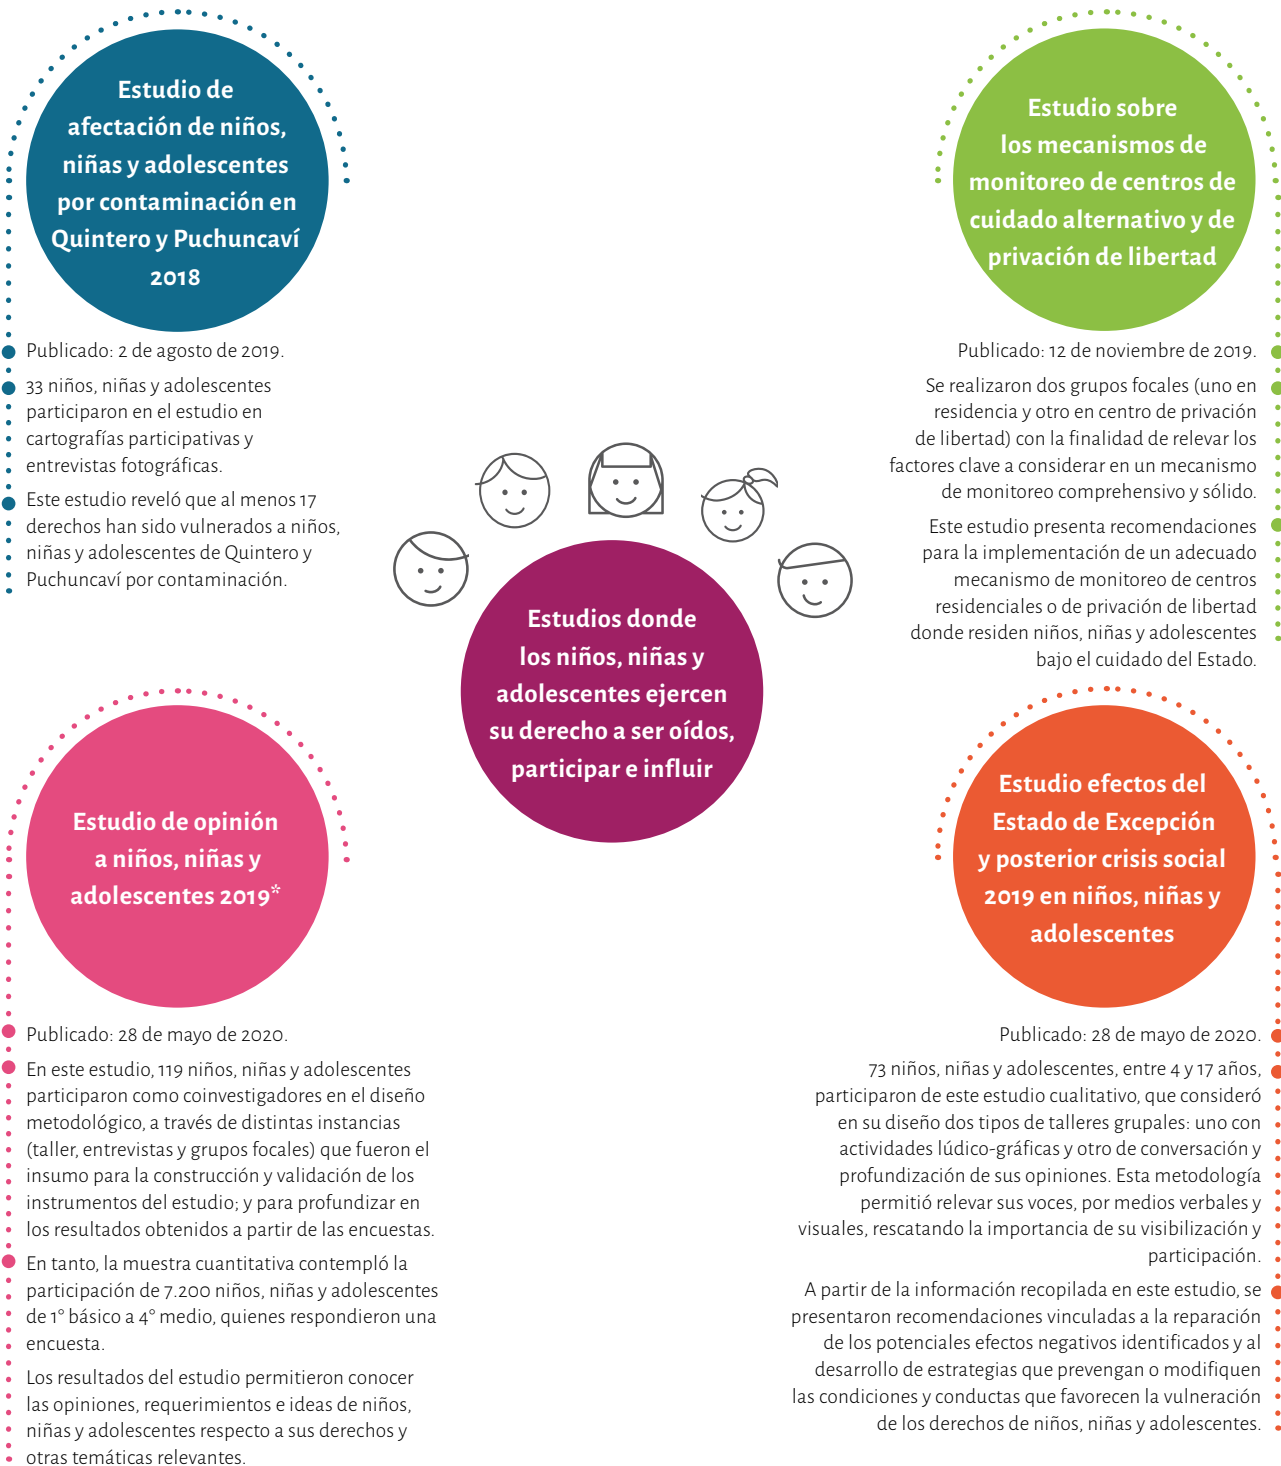 Estudio de
afectación de niños,
niñas y adolescentes
por contaminación en
Quintero y Puchuncaví
2018
Publicado: 2 de agosto de 2019.
33 niños, niñas y adolescentes
participaron en el estudio en
cartografías participativas y
entrevistas fotográficas.
Este estudio reveló que al menos 17
derechos han sido vulnerados a niños,
niñas y adolescentes de Quintero y
Puchuncaví por contaminación.
Estudio sobre
los mecanismos de
monitoreo de centros de
cuidado alternativo y de
privación de libertad
Publicado: 12 de noviembre de 2019.
Se realizaron dos grupos focales (uno en
residencia y otro en centro de privación
de libertad) con la finalidad de relevar los
factores clave a considerar en un mecanismo
de monitoreo comprehensivo y sólido.
Este estudio presenta recomendaciones
para la implementación de un adecuado
mecanismo de monitoreo de centros
residenciales o de privación de libertad
donde residen niños, niñas y adolescentes
bajo el cuidado del Estado.
Estudios donde
los niños, niñas y
adolescentes ejercen
su derecho a ser oídos,
participar e influir
Estudio de opinión
a niños, niñas y
adolescentes 2019*
Publicado: 28 de mayo de 2020.
En este estudio, 119 niños, niñas y adolescentes
participaron como coinvestigadores en el diseño
metodológico, a través de distintas instancias
(taller, entrevistas y grupos focales) que fueron el
insumo para la construcción y validación de los
instrumentos del estudio; y para profundizar en
los resultados obtenidos a partir de las encuestas.
En tanto, la muestra cuantitativa contempló la
participación de 7.200 niños, niñas y adolescentes
de 1° básico a 4° medio, quienes respondieron una
encuesta.
Los resultados del estudio permitieron conocer
las opiniones, requerimientos e ideas de niños,
niñas y adolescentes respecto a sus derechos y
otras temáticas relevantes.
Estudio efectos del
Estado de Excepción
y posterior crisis social
2019 en niños, niñas y
adolescentes
Publicado: 28 de mayo de 2020.
73 niños, niñas y adolescentes, entre 4 y 17 años,
participaron de este estudio cualitativo, que consideró
en su diseño dos tipos de talleres grupales: uno con
actividades lúdico-gráficas y otro de conversación y
profundización de sus opiniones. Esta metodología
permitió relevar sus voces, por medios verbales y
visuales, rescatando la importancia de su visibilización y
participación.
A partir de la información recopilada en este estudio, se
presentaron recomendaciones vinculadas a la reparación
de los potenciales efectos negativos identificados y al
desarrollo de estrategias que prevengan o modifiquen
las condiciones y conductas que favorecen la vulneración
de los derechos de niños, niñas y adolescentes.